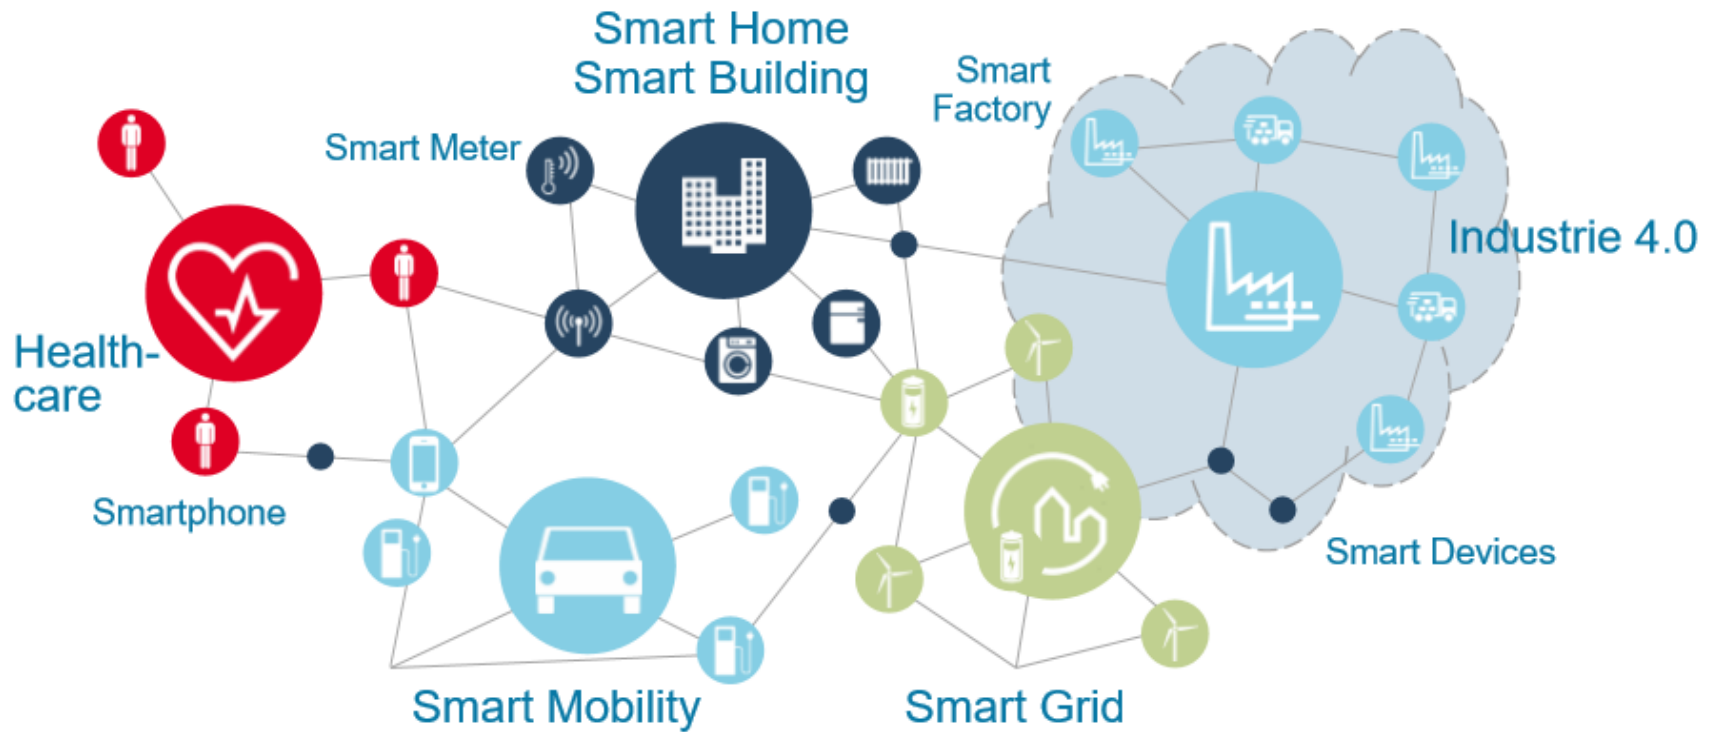 Smart Home
Smart Building
Smart
Factory
Smart Meter
Industrie 4.0
Health-
care
Smartphone
Smart Devices
Smart Mobility
Smart Grid